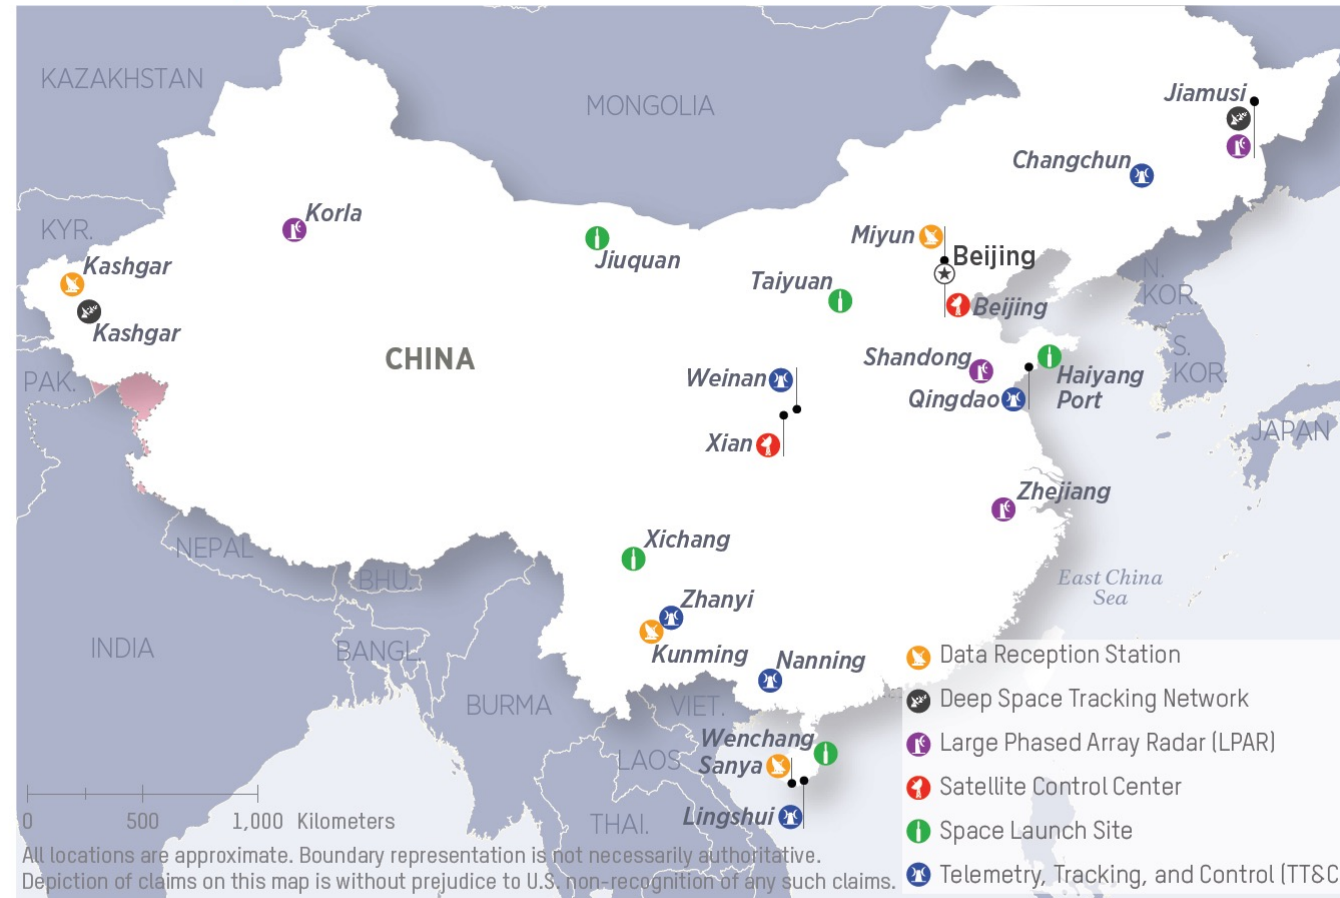 KAZAKHSTAN
MONGOLIA
Jiamusi
Changchun
Korla
KYR.
Kashgar
Miyun
Beijing
Jiuquan
Taiyuan
Beijing
N.
KOR.
Kashgar
CHINA
PAK.
Weinan
Shandong
Haiyang
Port
Qingdao
S.
KOR.
JAPAN
Xian
Zhejiang
Xichang
NEPAL
BHU.
East China
Sea
Zhanyi
INDIA
BANGL.
Kunming
Nanning
BURMA
VIET.
Wenchang
LAOS
Sanya
Lingshui
THAI.
Data Reception Station
Deep Space Tracking Network
Large Phased Array Radar (LPAR)
Satellite Control Center
Space Launch Site
Telemetry, Tracking, and Control (TT&C
0 500 1,000 Kilometers
All locations are approximate. Boundary representation is not necessarily authoritative.
Depiction of claims on this map is without prejudice to U.S. non-recognition of any such claims.